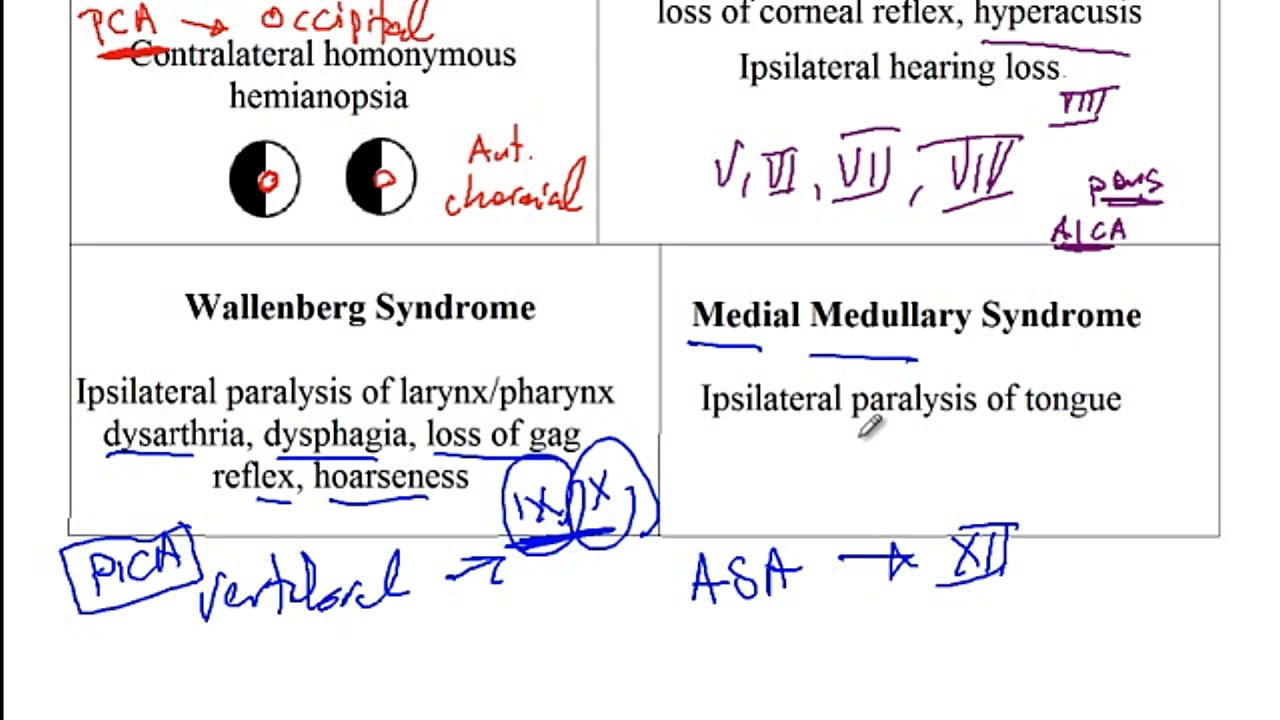 PCA → Occipital
Contralateral homonymous
hemianopsia
Ant.
choroidal
loss of corneal reflex, hyperacusis
Ipsilateral hearing loss
VIII
V, VI, VII, VIII
pons
AICA
Wallenberg Syndrome
Ipsilateral paralysis of larynx/pharynx
dysarthria, dysphagia, loss of gag
reflex, hoarseness
IX, X,
PICA vertebral →
Medial Medullary Syndrome
Ipsilateral paralysis of tongue
ASA → XII